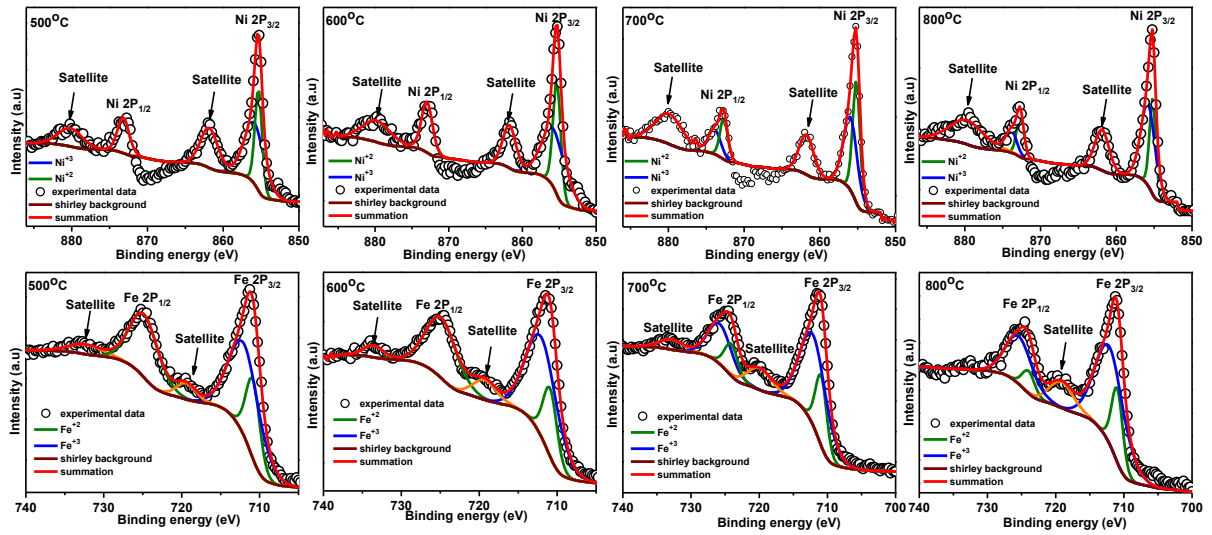 500°C
Ni 2P3/2
Satellite
Satellite
Ni 2P1/2
Ni+3
Ni+2
experimental data
shirley background
summation
Intensity (a.u)
880 870 860 850
Binding energy (eV)
600°C
Ni 2P3/2
Satellite
Satellite
Ni 2P1/2
Ni+2
Ni+3
experimental data
shirley background
summation
Intensity (a.u)
880 870 860 850
Binding energy (eV)
700°C
Ni 2P3/2
Satellite
Ni 2P1/2
satellite
experimental data
Ni+2
Ni+3
shirley background
summation
Intensity (a.u)
880 870 860 850
Binding energy (eV)
800°C
Ni 2P3/2
Satellite
Ni 2P1/2
satellite
Ni+2
Ni+3
experimental data
shirley background
summation
Intensity (a.u)
880 870 860 850
Binding energy (eV)
500°C
Fe 2P3/2
Fe 2P1/2
Satellite
Satellite
experimental data
Fe+2
Fe+3
shirley background
summation
Intensity (a.u)
740 730 720 710
Binding energy (eV)
600°C
Fe 2P3/2
Fe 2P1/2
Satellite
Satellite
experimental data
Fe+2
Fe+3
shirley background
summation
Intensity (a.u)
740 730 720 710
Binding energy (eV)
700°C
Fe 2P3/2
Fe 2P1/2
Satellite
Satellite
experimental data
Fe+2
Fe+3
shirley background
summation
Intensity (a.u)
740 730 720 710 700
Binding energy (eV)
800°C
Fe 2P3/2
Fe 2P1/2
Satellite
experimental data
Fe+2
Fe+3
shirley background
summation
Intensity (a.u)
740 730 720 710 700
Binding energy (eV)